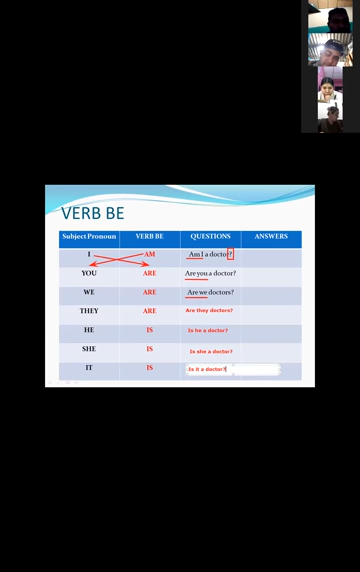 VERB BE
Subject Pronoun VERB BE QUESTIONS ANSWERS
I AM Am I a doctor?
YOU ARE Are you a doctor?
WE ARE Are we doctors?
THEY ARE Are they doctors?
HE IS Is he a doctor?
SHE IS Is she a doctor?
IT IS Is it a doctor?